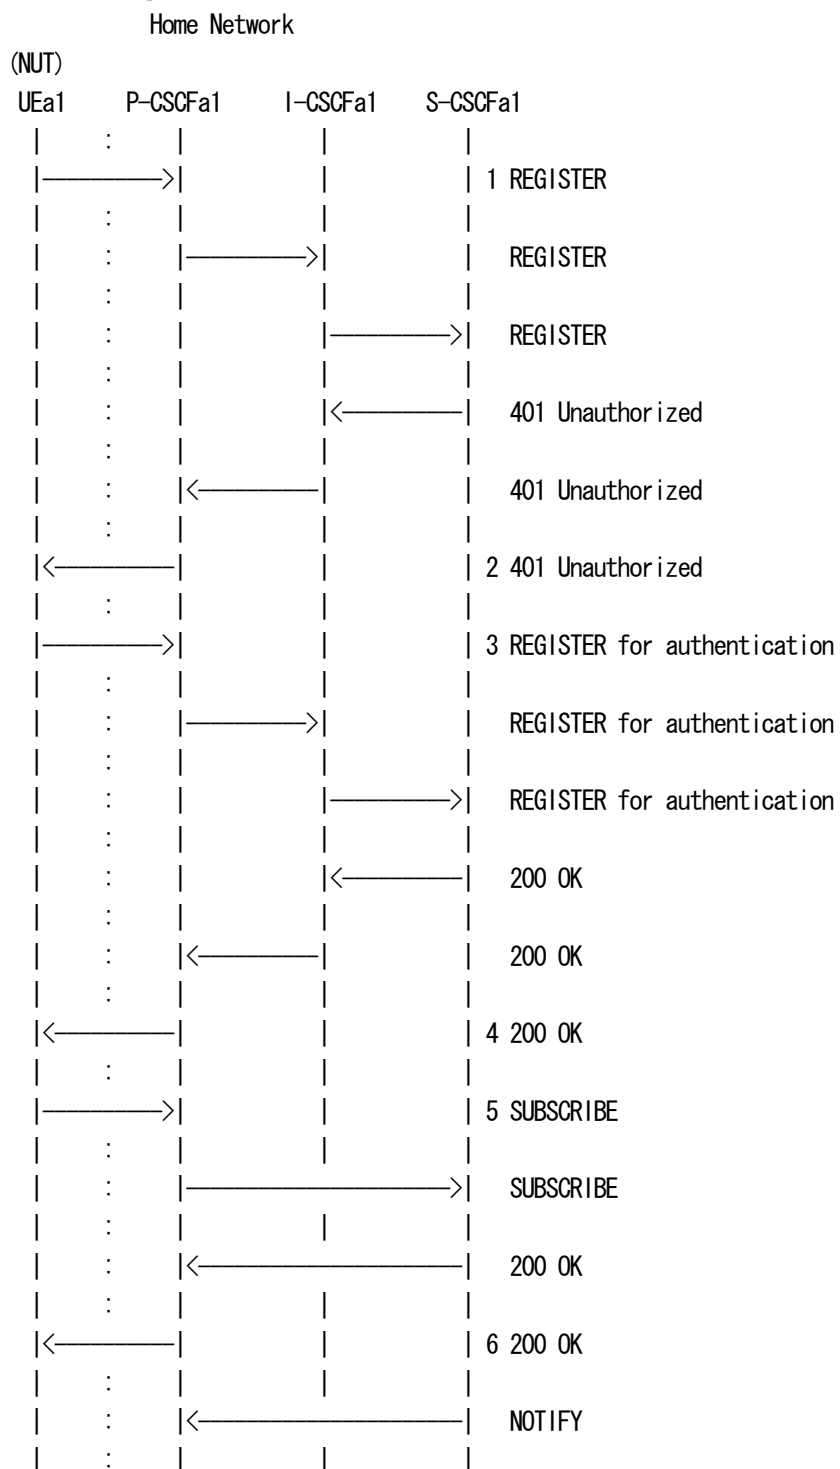 Home Network
(NUT)
UEa1 P-CSCFa1 I-CSCFa1 S-CSCFa1
| : | | |
|----------->| | | 1 REGISTER
| : | | |
| : |----------->| | REGISTER
| : | | |
| : | |----------->| REGISTER
| : | | |
| : | |<-----------| 401 Unauthorized
| : | | |
| : |<-----------| | 401 Unauthorized
| : | | |
|<-----------| | | 2 401 Unauthorized
| : | | |
|----------->| | | 3 REGISTER for authentication
| : | | |
| : |----------->| | REGISTER for authentication
| : | | |
| : | |----------->| REGISTER for authentication
| : | | |
| : | |<-----------| 200 OK
| : | | |
| : |<-----------| | 200 OK
| : | | |
|<-----------| | | 4 200 OK
| : | | |
|----------->| | | 5 SUBSCRIBE
| : | | |
| : |----------------------->| SUBSCRIBE
| : | | |
| : |<-----------------------| 200 OK
| : | | |
|<-----------| | | 6 200 OK
| : | | |
| : |<-----------------------| NOTIFY
| : | | |